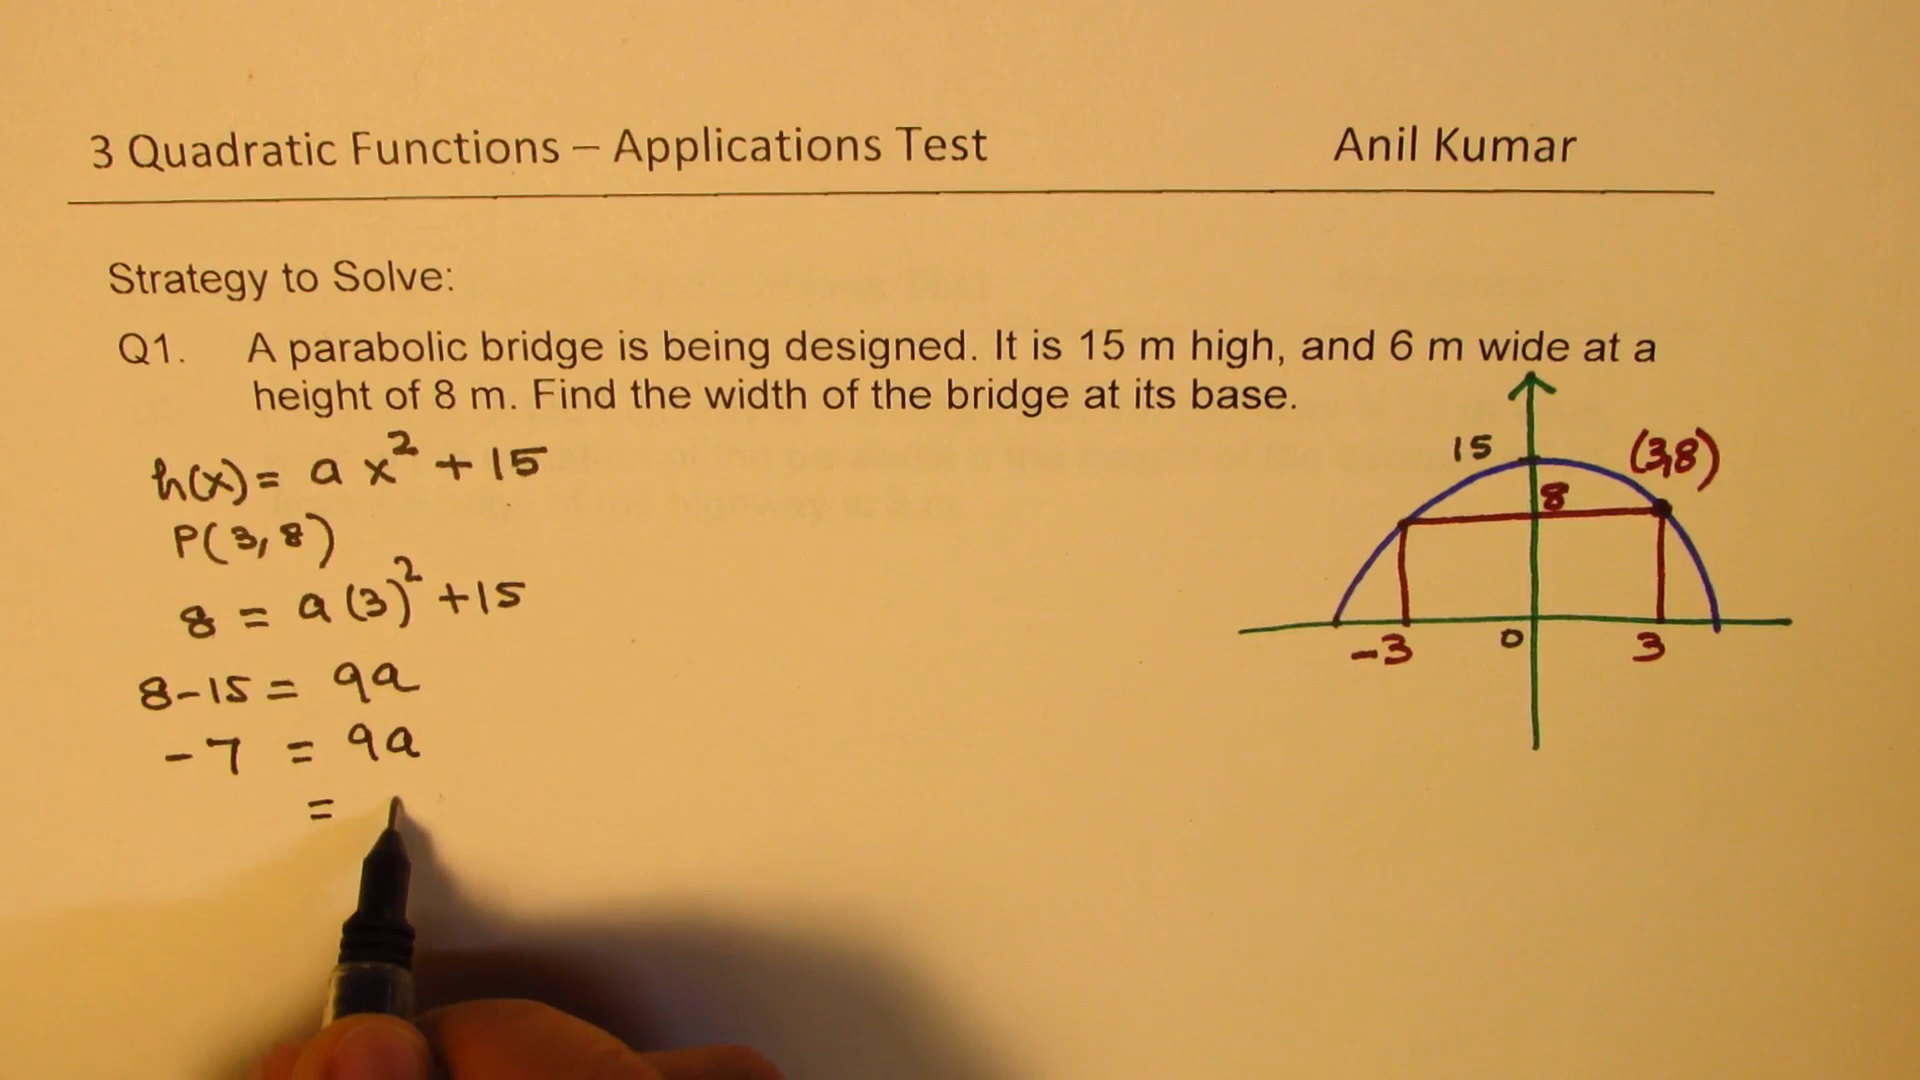 3 Quadratic Functions – Applications Test Anil Kumar
Strategy to Solve:
Q1. A parabolic bridge is being designed. It is 15 m high, and 6 m wide at a
height of 8 m. Find the width of the bridge at its base.
h(x) = a x² + 15
P(3, 8)
8 = a (3)² + 15
8 - 15 = 9a
- 7 = 9a
=
15
(3,8)
8
-3 0 3